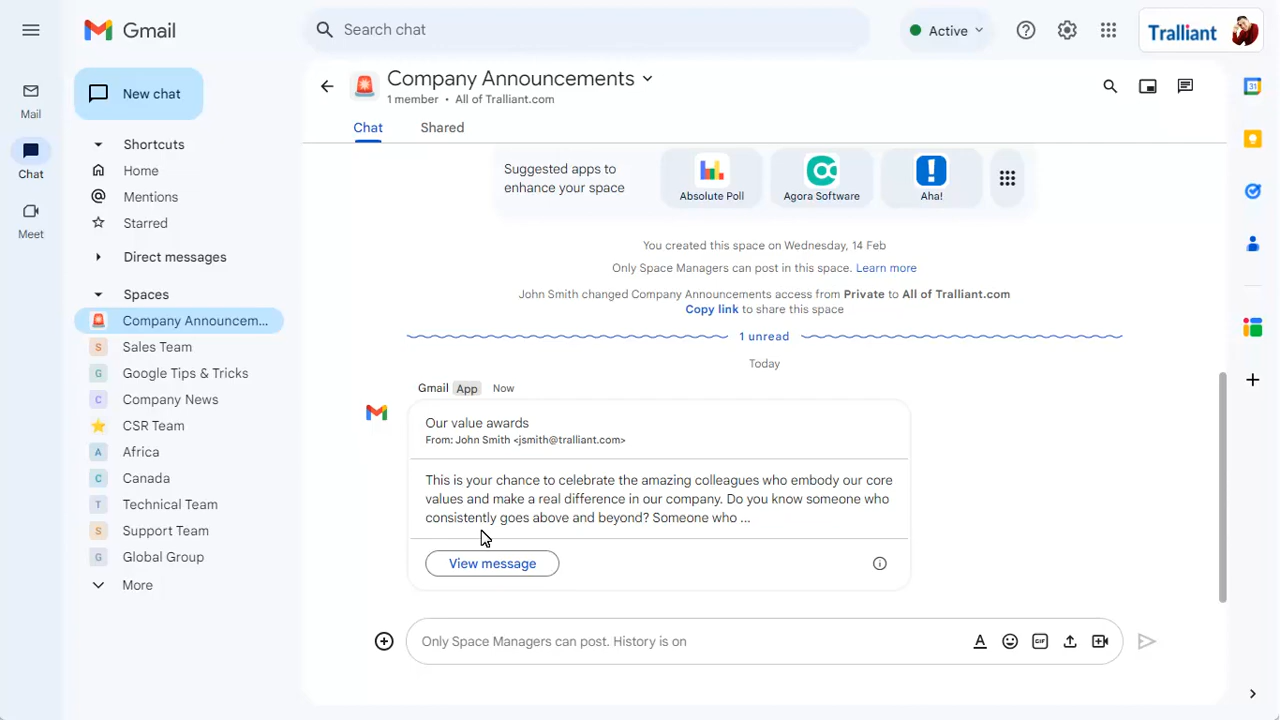 Gmail
Search chat
Active
Tralliant
Mail
Chat
Meet
New chat
Shortcuts
Home
Mentions
Starred
Direct messages
Spaces
Company Announcem...
S Sales Team
G Google Tips & Tricks
C Company News
CSR Team
A Africa
C Canada
T Technical Team
S Support Team
G Global Group
More
Company Announcements
1 member • All of Tralliant.com
Chat Shared
Suggested apps to
enhance your space
Absolute Poll
Agora Software
Aha!
You created this space on Wednesday, 14 Feb
Only Space Managers can post in this space. Learn more
John Smith changed Company Announcements access from Private to All of Tralliant.com
Copy link to share this space
1 unread
Today
Gmail App Now
Our value awards
From: John Smith <jsmith@tralliant.com>
This is your chance to celebrate the amazing colleagues who embody our core
values and make a real difference in our company. Do you know someone who
consistently goes above and beyond? Someone who ...
View message
Only Space Managers can post. History is on
GIF
31